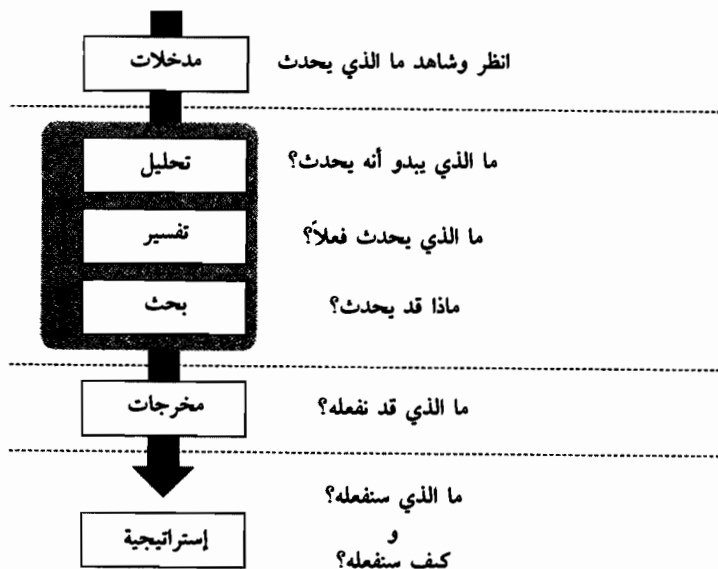 مدخلات
انظر وشاهد ما الذي يحدث
تحليل
ما الذي يبدو أنه يحدث؟
تفسير
ما الذي يحدث فعلاً؟
بحث
ماذا قد يحدث؟
مخرجات
ما الذي قد نفعله؟
إستراتيجية
ما الذي سنفعله؟
و
كيف سنفعله؟